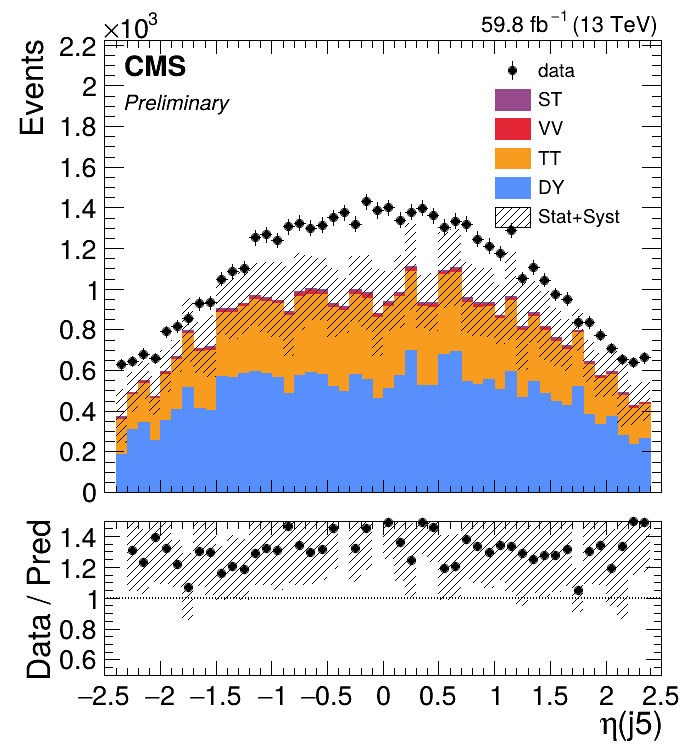 ×10³
59.8 fb⁻¹ (13 TeV)
Events
CMS
Preliminary
data
ST
VV
TT
DY
Stat+Syst
2.2
2
1.8
1.6
1.4
1.2
1
0.8
0.6
0.4
0.2
0
Data / Pred
1.4
1.2
1
0.8
0.6
−2.5 −2 −1.5 −1 −0.5 0 0.5 1 1.5 2 2.5
η(j5)